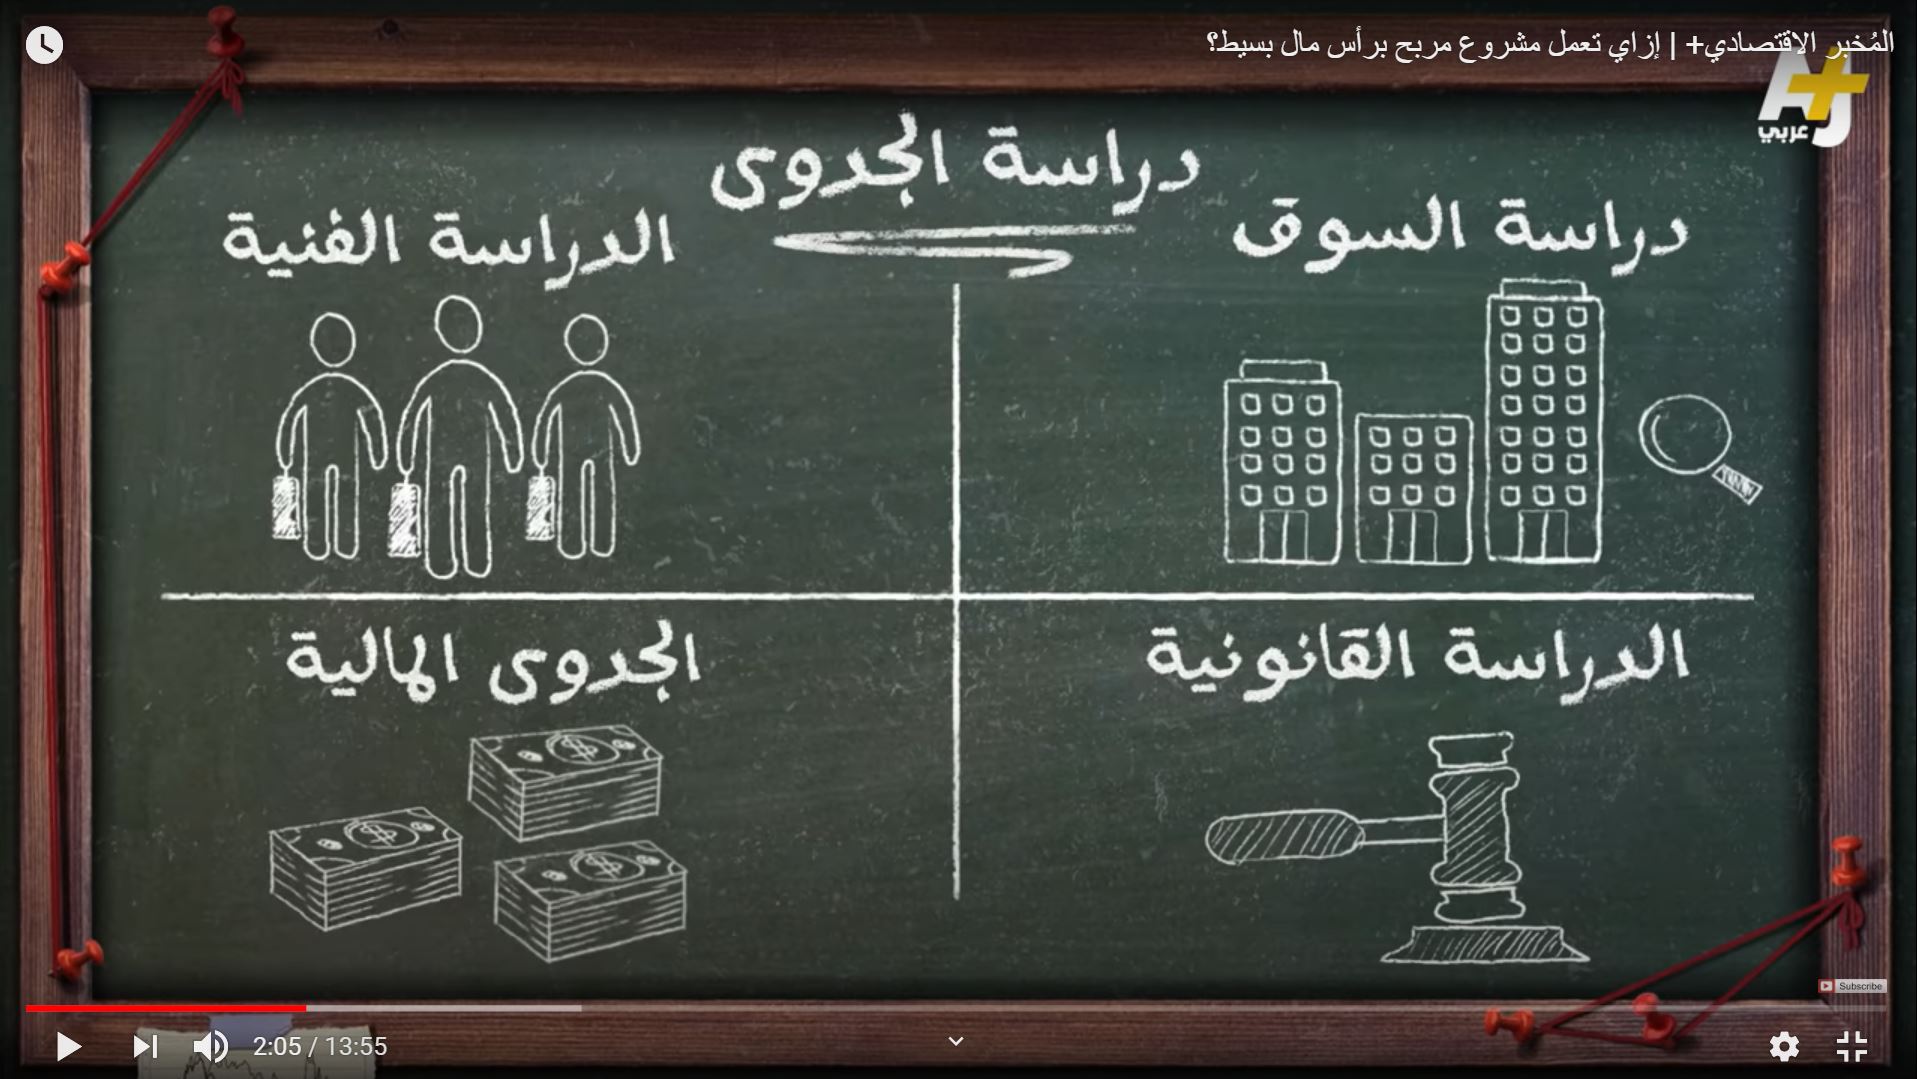 المُخبر الاقتصادي+ | إزاي تعمل مشروع مربح برأس مال بسيط؟
AJ+
عربي
دراسة الجدوى
دراسة السوق
الدراسة الفنية
الدراسة القانونية
الجدوى المالية
Subscribe
2:05 / 13:55